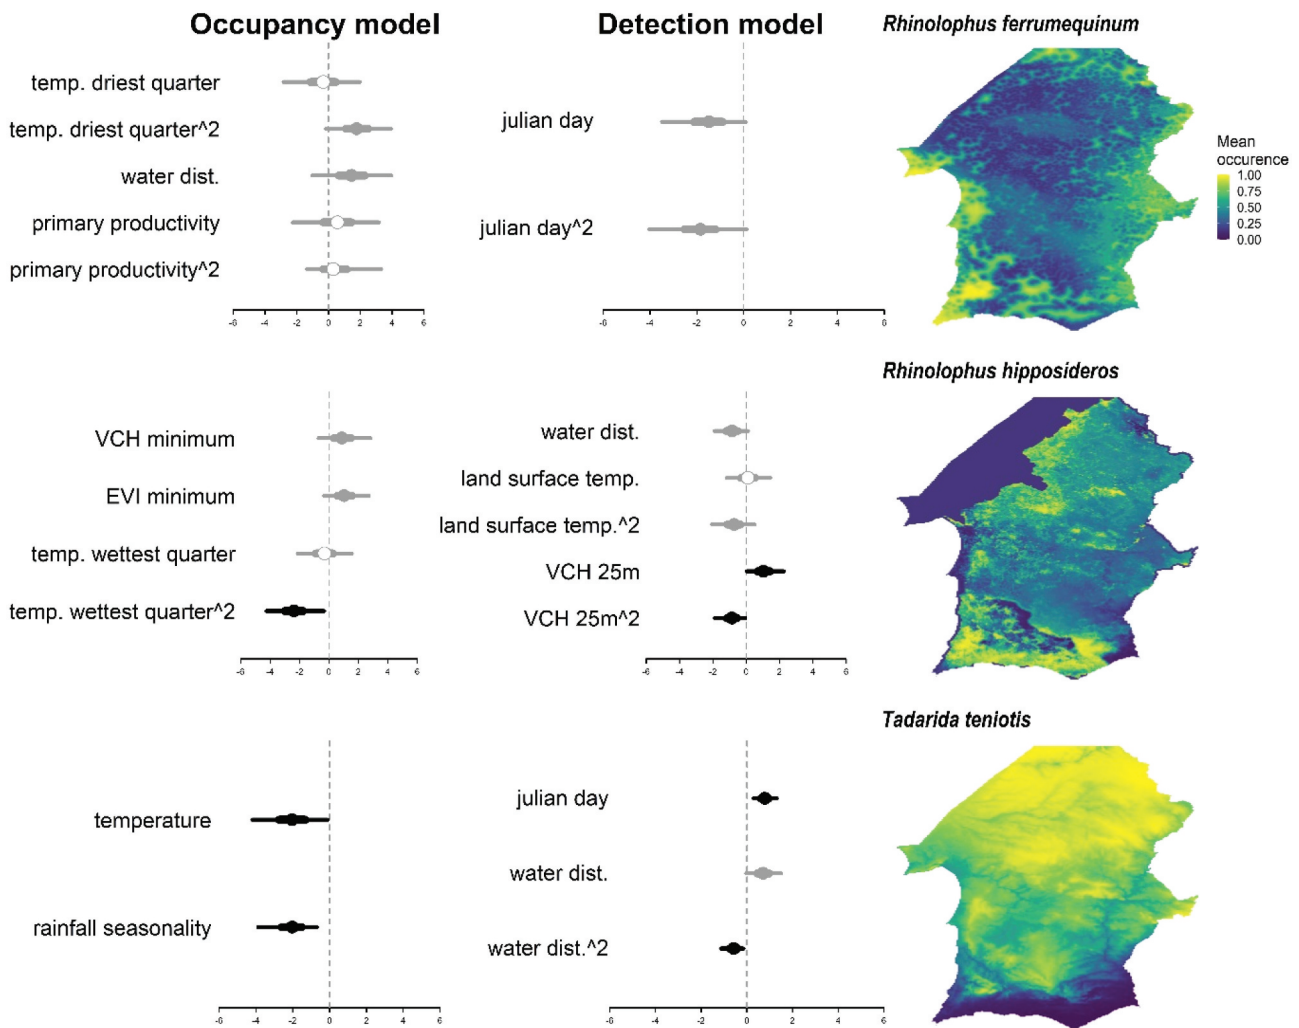 Occupancy model
Detection model
Rhinolophus ferrumequinum
temp. driest quarter
temp. driest quarter^2
water dist.
primary productivity
primary productivity^2
-6 -4 -2 0 2 4 6
julian day
julian day^2
-6 -4 -2 0 2 4 6
Mean
occurence
1.00
0.75
0.50
0.25
0.00
Rhinolophus hipposideros
VCH minimum
EVI minimum
temp. wettest quarter
temp. wettest quarter^2
-6 -4 -2 0 2 4 6
water dist.
land surface temp.
land surface temp.^2
VCH 25m
VCH 25m^2
-6 -4 -2 0 2 4 6
Tadarida teniotis
temperature
rainfall seasonality
-6 -4 -2 0 2 4 6
julian day
water dist.
water dist.^2
-6 -4 -2 0 2 4 6